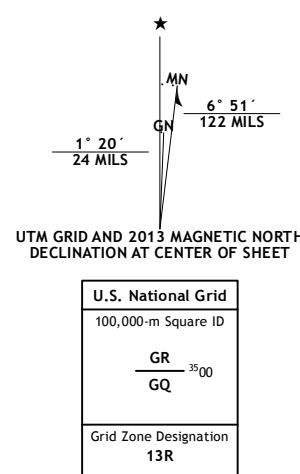 ★
MN
GN
6° 51´
122 MILS
1° 20´
24 MILS
UTM GRID AND 2013 MAGNETIC NORTH
DECLINATION AT CENTER OF SHEET
U.S. National Grid
100,000-m Square ID
GR
3500
GQ
Grid Zone Designation
13R